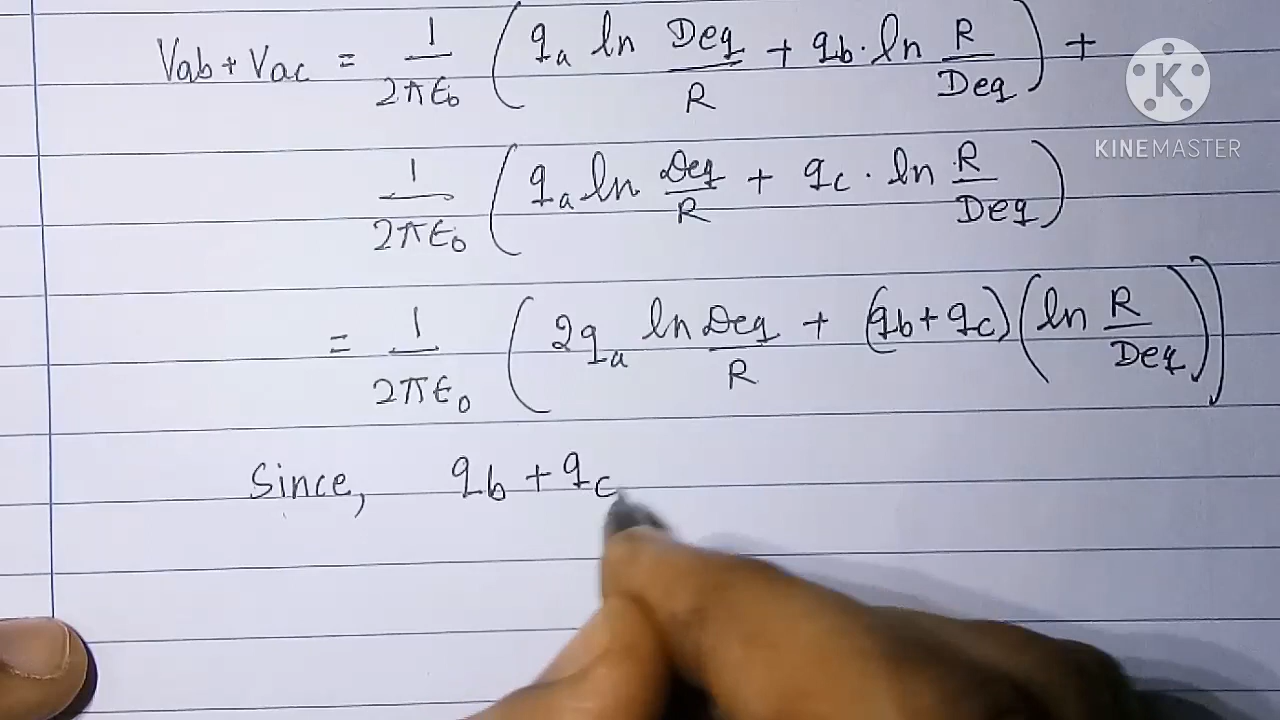 Vab + Vac = 1/2πε0 ( qa ln Deq/R + qb · ln R/Deq ) +
K
KINEMASTER
1/2πε0 ( qa ln Deq/R + qc · ln R/Deq )
= 1/2πε0 ( 2qa ln Deq/R + (qb + qc) ( ln R/Deq ) )
Since, qb + qc